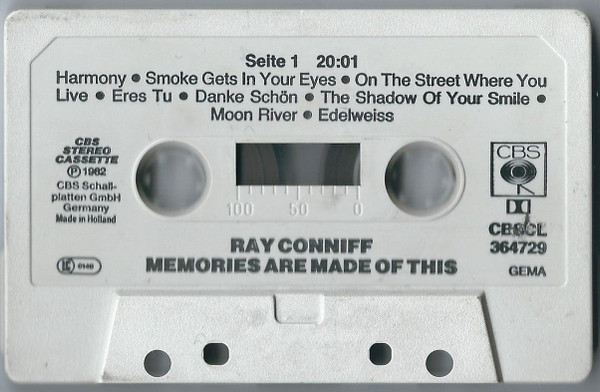 Seite 1 20:01
Harmony • Smoke Gets In Your Eyes • On The Street Where You
Live • Eres Tu • Danke Schön • The Shadow Of Your Smile •
Moon River • Edelweiss
CBS
STEREO
CASSETTE
Ⓟ 1982
CBS Schall-
platten GmbH
Germany
Made in Holland
CBS
100 50 0
CBSCL
364729
GEMA
RAY CONNIFF
MEMORIES ARE MADE OF THIS